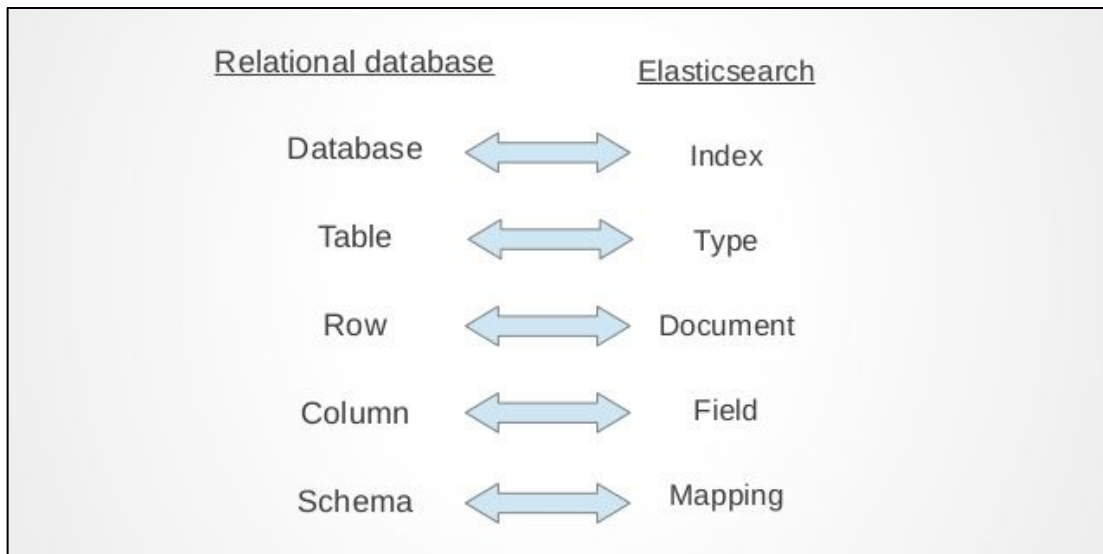 Relational database Elasticsearch
Database Index
Table Type
Row Document
Column Field
Schema Mapping